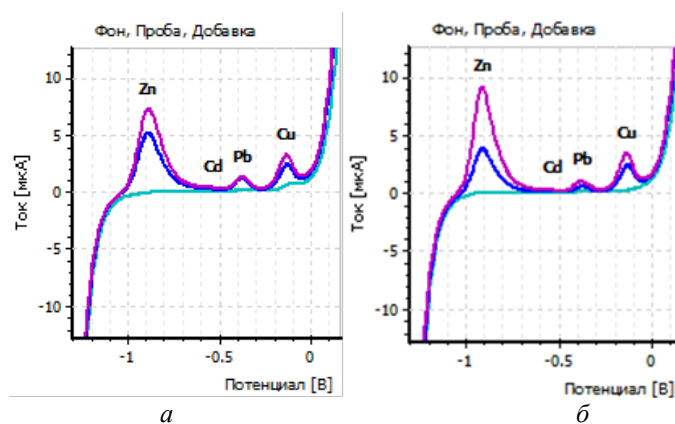 Фон, Проба, Добавка
Ток [мкА]
10
5
0
-5
-10
Zn
Cd
Pb
Cu
-1
-0.5
0
Потенциал [В]
а
Фон, Проба, Добавка
Ток [мкА]
10
5
0
-5
-10
Zn
Cd
Pb
Cu
-1
-0.5
0
Потенциал [В]
б